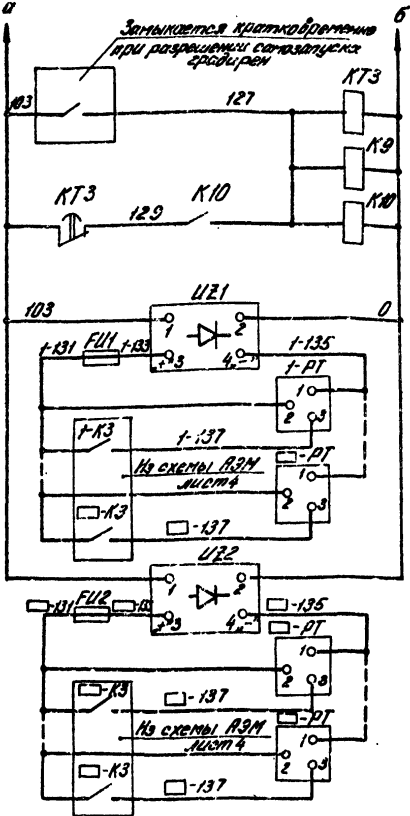 а
б
Замыкается кратковременно
при разрешении самозапуска
градирен
103
127
КТ3
К9
КТ3
129
К10
К10
103
UZ1
0
1
2
1-131
FU1
1-133
"+"3
4"-"
1-135
1-РТ
1
2
3
1-К3
1-137
Из схемы АЭМ
лист 4
□-РТ
1
2
3
□-К3
□-137
UZ2
1
2
□-131
FU2
□-133
"+"3
4"-"
□-135
□-РТ
1
2
3
□-К3
□-137
Из схемы АЭМ
лист 4
□-РТ
1
2
3
□-К3
□-137